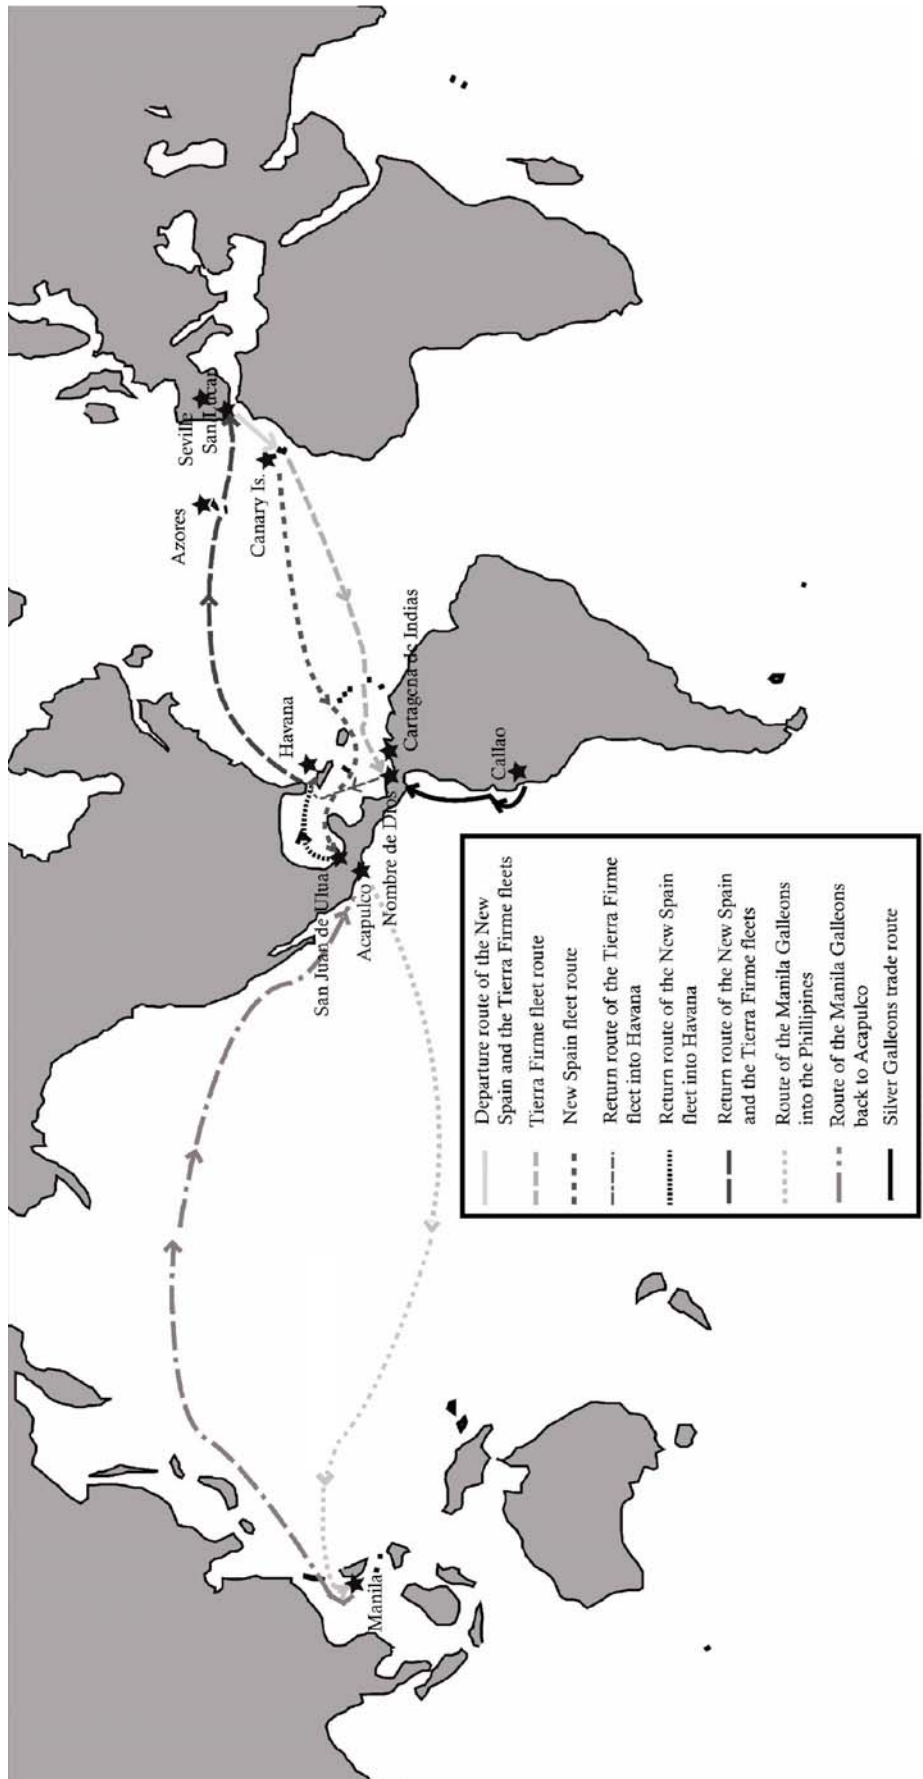 Seville
San Lucar
Azores
Canary Is.
Havana
Cartagena de Indias
Nombre de Dios
Callao
San Juan de Ulua
Acapulco
Manila
Departure route of the New
Spain and the Tierra Firme fleets
Tierra Firme fleet route
New Spain fleet route
Return route of the Tierra Firme
fleet into Havana
Return route of the New Spain
fleet into Havana
Return route of the New Spain
and the Tierra Firme fleets
Route of the Manila Galleons
into the Phillipines
Route of the Manila Galleons
back to Acapulco
Silver Galleons trade route